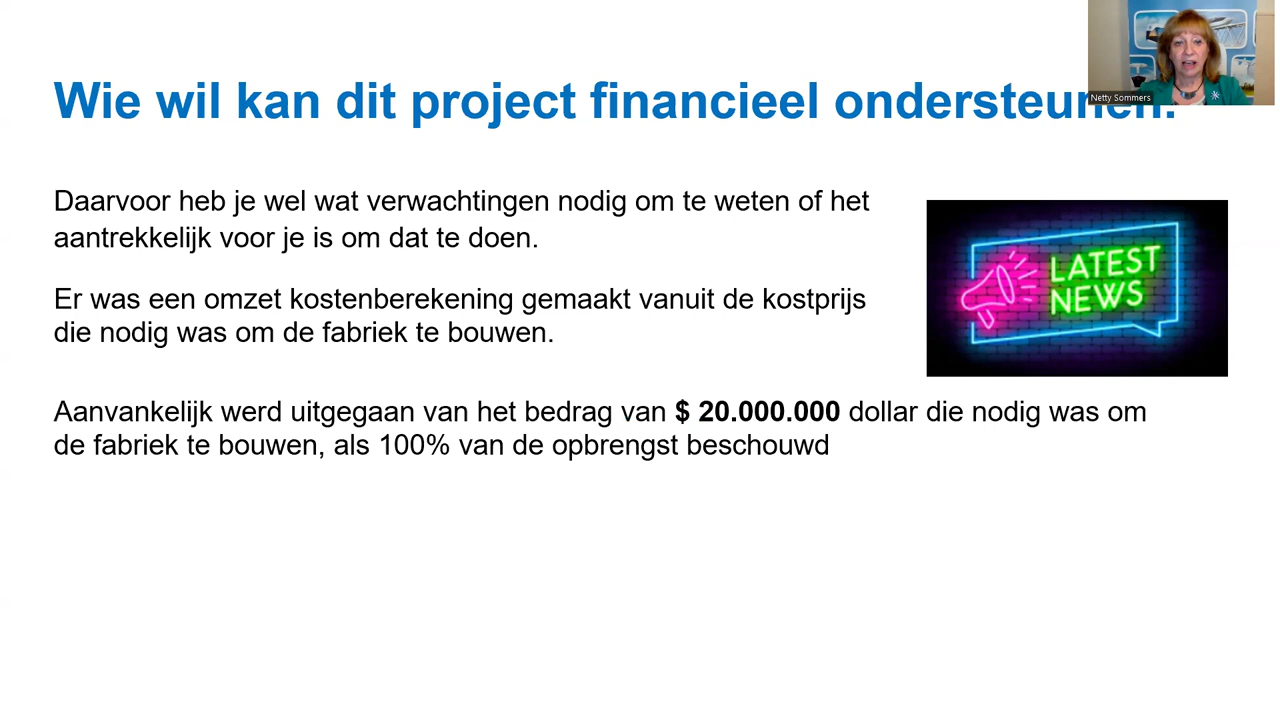 Wie wil kan dit project financieel ondersteunen.
Netty Sommers
Daarvoor heb je wel wat verwachtingen nodig om te weten of het
aantrekkelijk voor je is om dat te doen.
LATEST
NEWS
Er was een omzet kostenberekening gemaakt vanuit de kostprijs
die nodig was om de fabriek te bouwen.
Aanvankelijk werd uitgegaan van het bedrag van $ 20.000.000 dollar die nodig was om
de fabriek te bouwen, als 100% van de opbrengst beschouwd